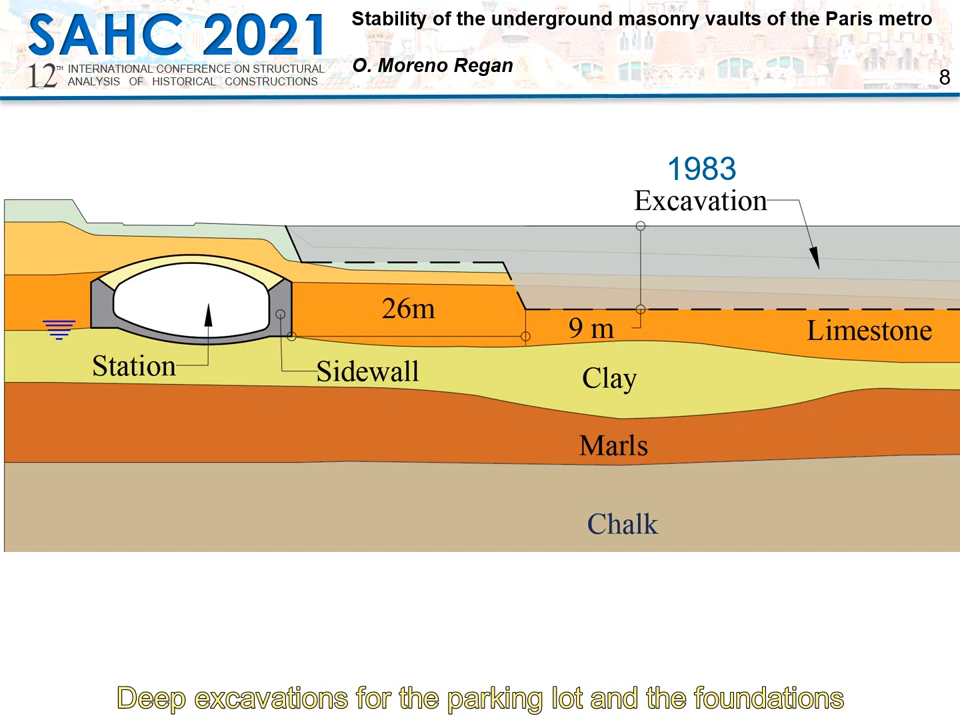 SAHC 2021
12TH INTERNATIONAL CONFERENCE ON STRUCTURAL
ANALYSIS OF HISTORICAL CONSTRUCTIONS
Stability of the underground masonry vaults of the Paris metro
O. Moreno Regan
8
1983
Excavation
26m
9 m
Limestone
Station
Sidewall
Clay
Marls
Chalk
Deep excavations for the parking lot and the foundations